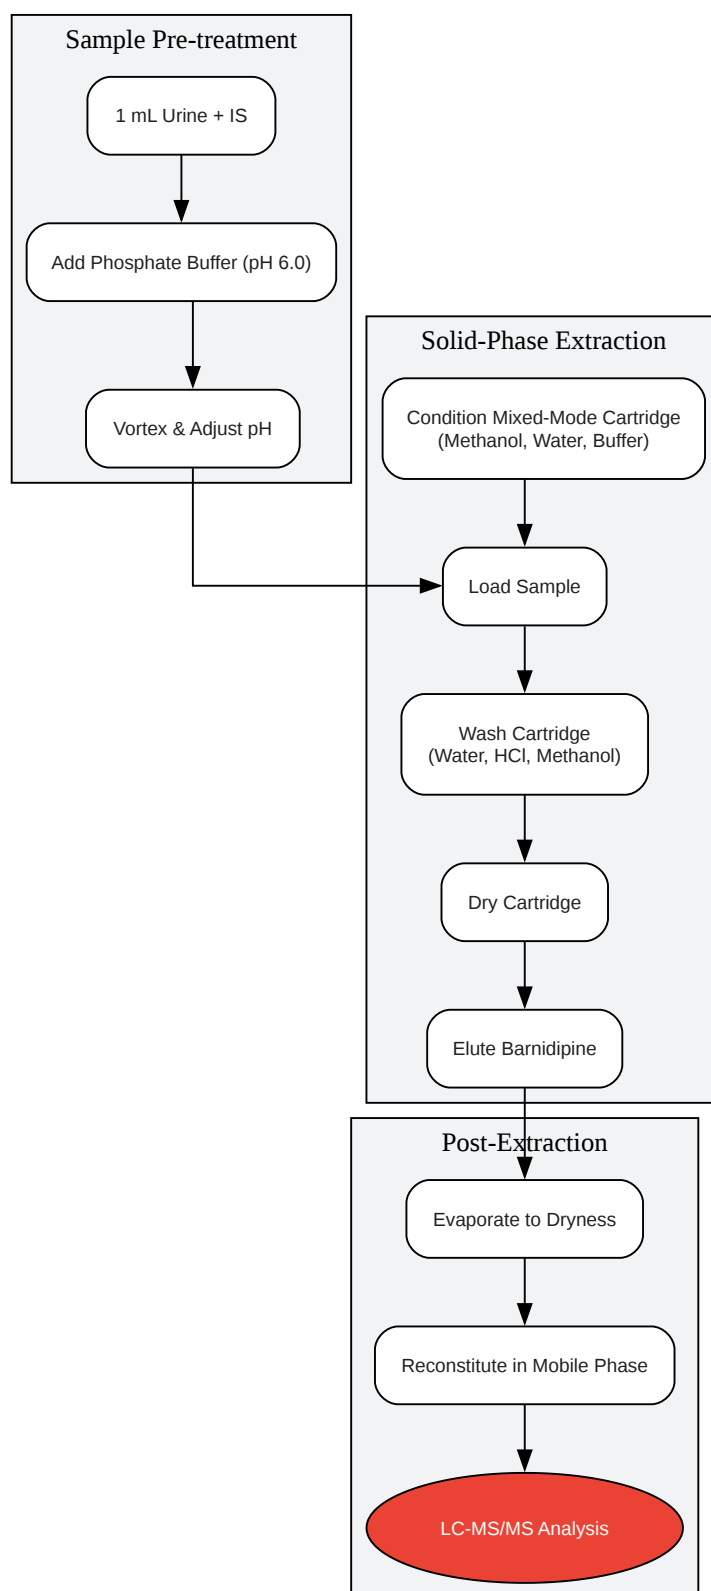 Sample Pre-treatment
1 mL Urine + IS
Add Phosphate Buffer (pH 6.0)
Vortex & Adjust pH
Solid-Phase Extraction
Condition Mixed-Mode Cartridge
(Methanol, Water, Buffer)
Load Sample
Wash Cartridge
(Water, HCl, Methanol)
Dry Cartridge
Elute Barnidipine
Post-Extraction
Evaporate to Dryness
Reconstitute in Mobile Phase
LC-MS/MS Analysis